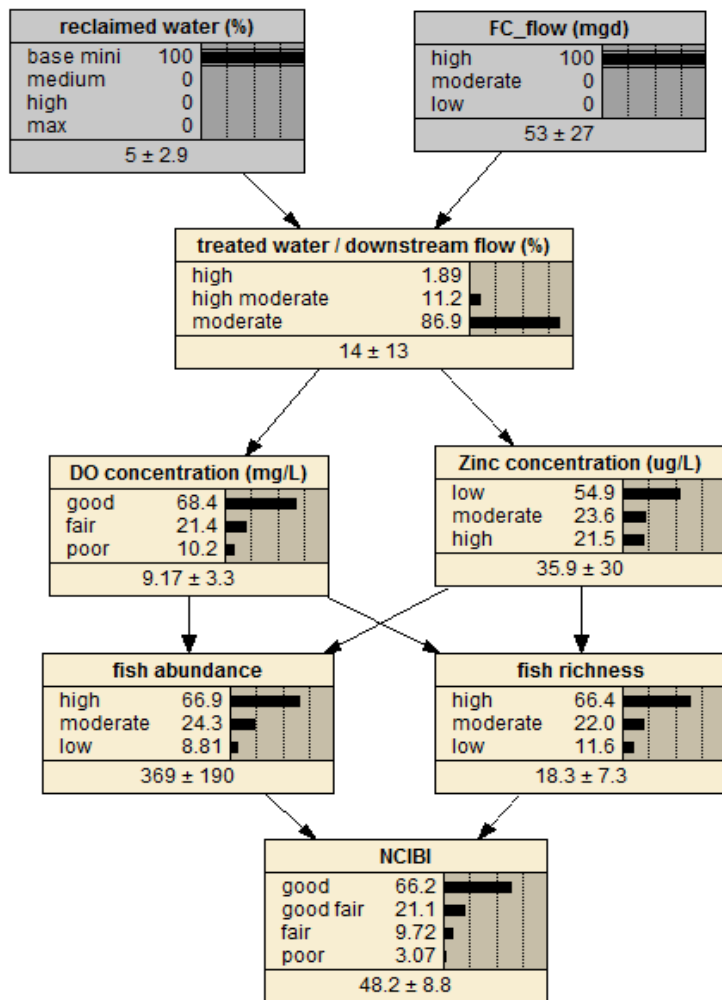 reclaimed water (%)
base mini 100
medium 0
high 0
max 0
5 ± 2.9
FC_flow (mgd)
high 100
moderate 0
low 0
53 ± 27
treated water / downstream flow (%)
high 1.89
high moderate 11.2
moderate 86.9
14 ± 13
DO concentration (mg/L)
good 68.4
fair 21.4
poor 10.2
9.17 ± 3.3
Zinc concentration (ug/L)
low 54.9
moderate 23.6
high 21.5
35.9 ± 30
fish abundance
high 66.9
moderate 24.3
low 8.81
369 ± 190
fish richness
high 66.4
moderate 22.0
low 11.6
18.3 ± 7.3
NCIBI
good 66.2
good fair 21.1
fair 9.72
poor 3.07
48.2 ± 8.8